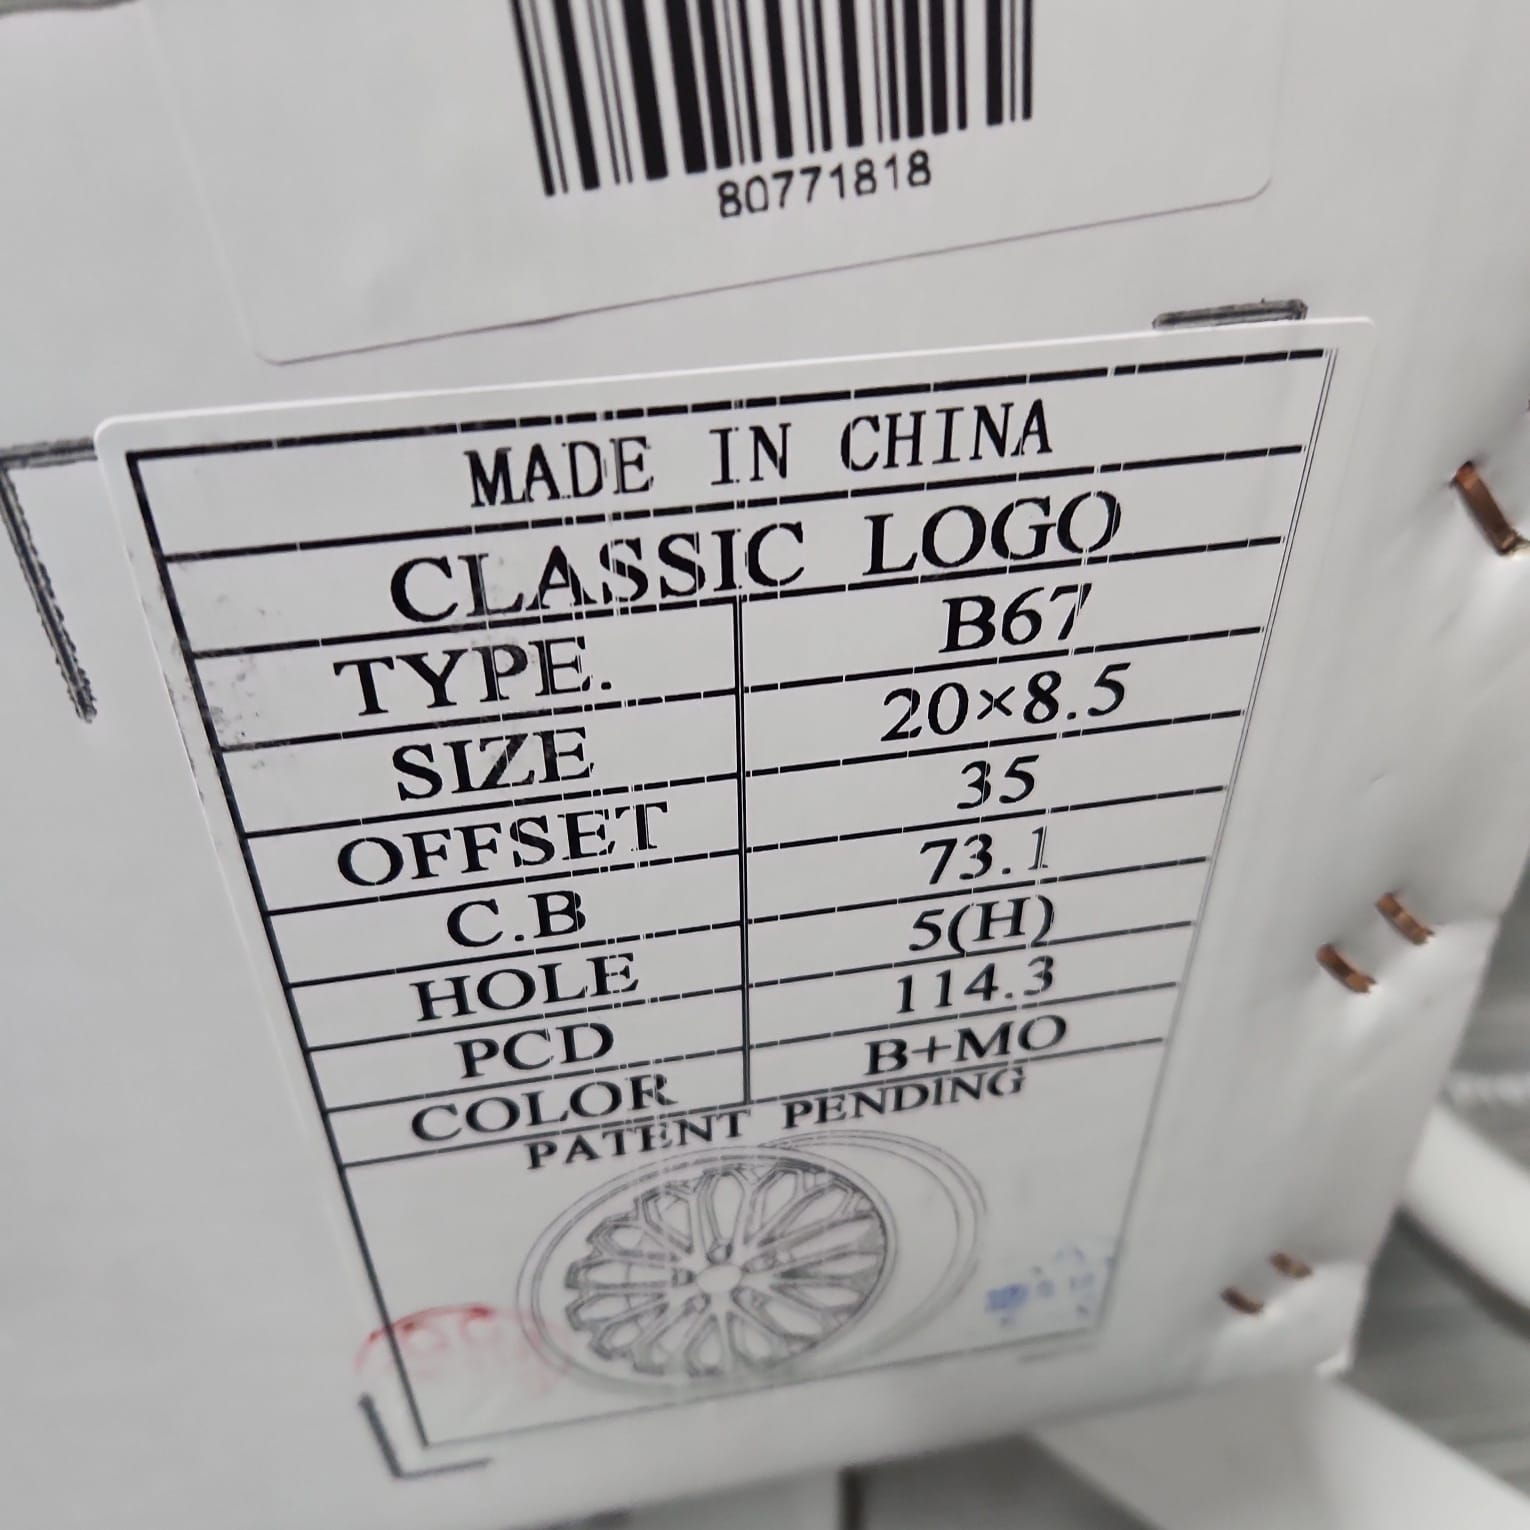 80771818
MADE IN CHINA
CLASSIC LOGO
TYPE. B67
SIZE 20×8.5
OFFSET 35
C.B 73.1
HOLE 5(H)
PCD 114.3
COLOR B+MO
PATENT PENDING